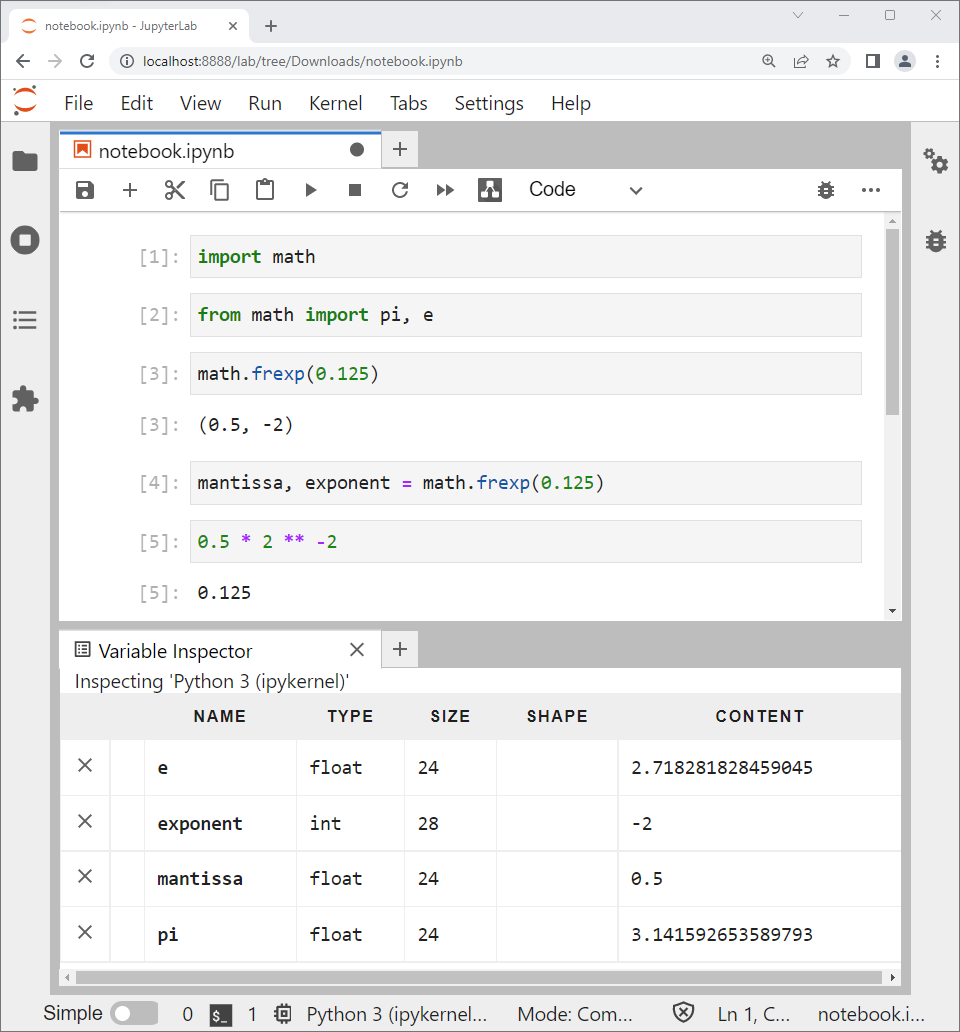 notebook.ipynb - JupyterLab
localhost:8888/lab/tree/Downloads/notebook.ipynb
File Edit View Run Kernel Tabs Settings Help
notebook.ipynb
Code
[1]: import math
[2]: from math import pi, e
[3]: math.frexp(0.125)
[3]: (0.5, -2)
[4]: mantissa, exponent = math.frexp(0.125)
[5]: 0.5 * 2 ** -2
[5]: 0.125
Variable Inspector
Inspecting 'Python 3 (ipykernel)'
NAME TYPE SIZE SHAPE CONTENT
e float 24 2.718281828459045
exponent int 28 -2
mantissa float 24 0.5
pi float 24 3.141592653589793
Simple 0 $_ 1 Python 3 (ipykernel... Mode: Com... Ln 1, C... notebook.i...